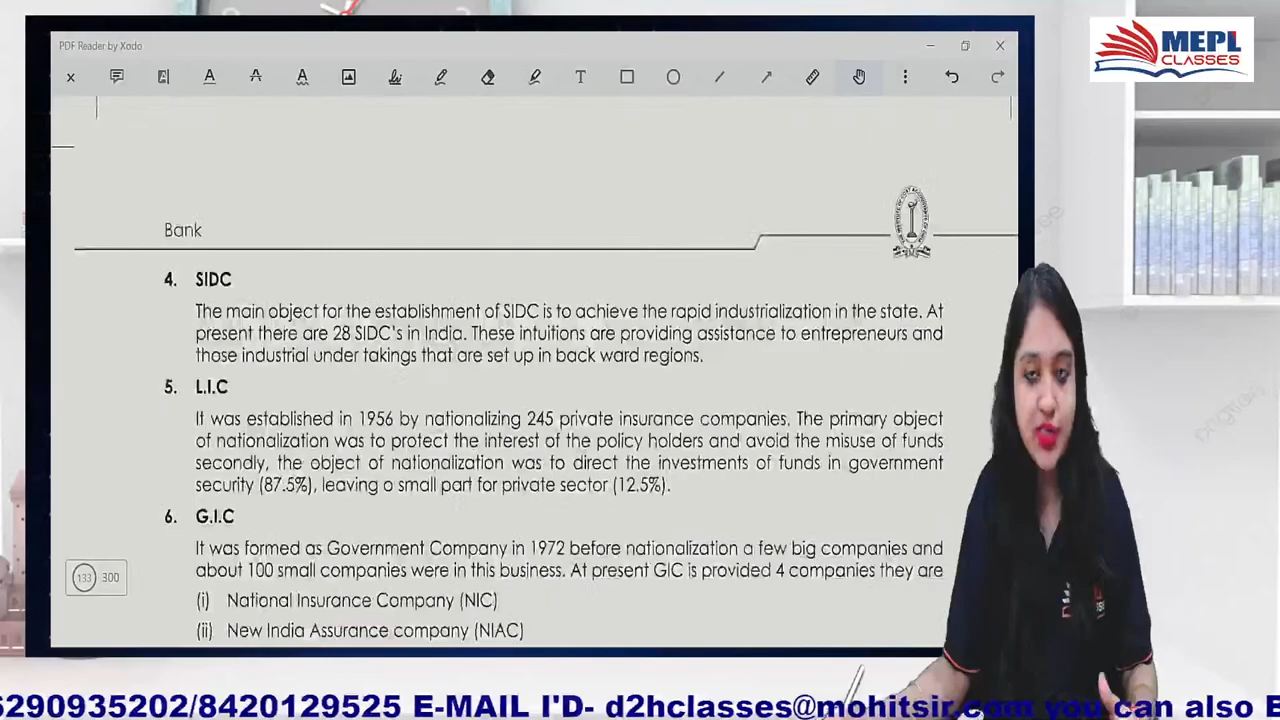 PDF Reader by Xodo
MEPL
CLASSES
Bank
4. SIDC
The main object for the establishment of SIDC is to achieve the rapid industrialization in the state. At
present there are 28 SIDC's in India. These intuitions are providing assistance to entrepreneurs and
those industrial under takings that are set up in back ward regions.
5. L.I.C
It was established in 1956 by nationalizing 245 private insurance companies. The primary object
of nationalization was to protect the interest of the policy holders and avoid the misuse of funds
secondly, the object of nationalization was to direct the investments of funds in government
security (87.5%), leaving o small part for private sector (12.5%).
6. G.I.C
It was formed as Government Company in 1972 before nationalization a few big companies and
about 100 small companies were in this business. At present GIC is provided 4 companies they are
(i) National Insurance Company (NIC)
(ii) New India Assurance company (NIAC)
133 300
6290935202/8420129525 E-MAIL I'D- d2hclasses@mohitsir.com you can also E